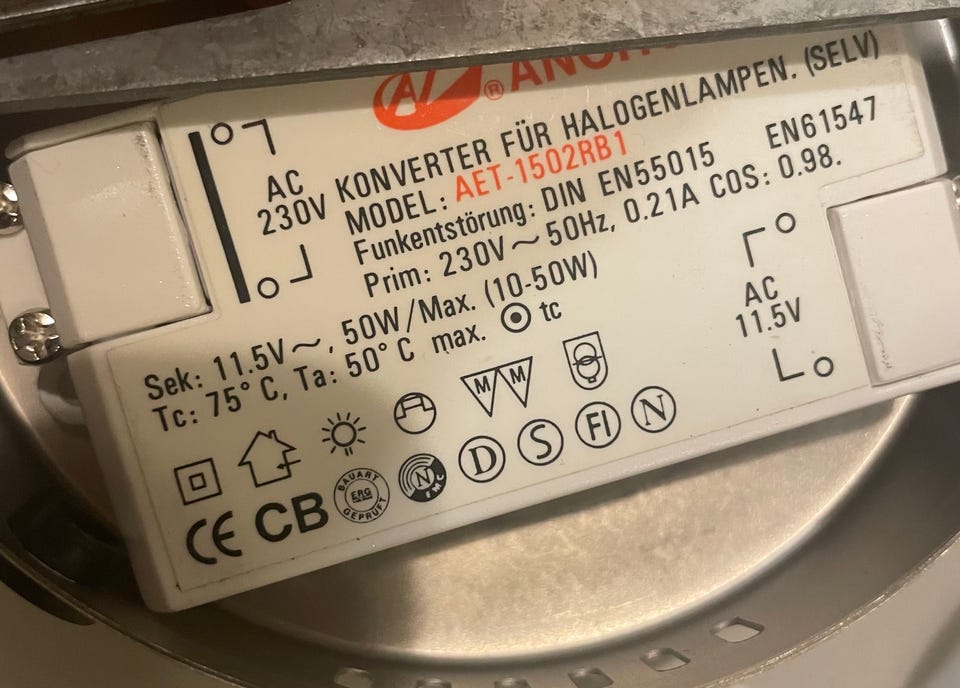 AC
230V
KONVERTER FÜR HALOGENLAMPEN. (SELV)
MODEL: AET-1502RB1
Funkentstörung: DIN EN55015 EN61547
Prim: 230V~ 50Hz, 0.21A COS: 0.98.
Sek: 11.5V~, 50W/Max. (10-50W)
Tc: 75°C, Ta: 50°C max. tc
AC
11.5V
M M
CE CB BAUART ERG GEPRÜFT N EMC D S FI N